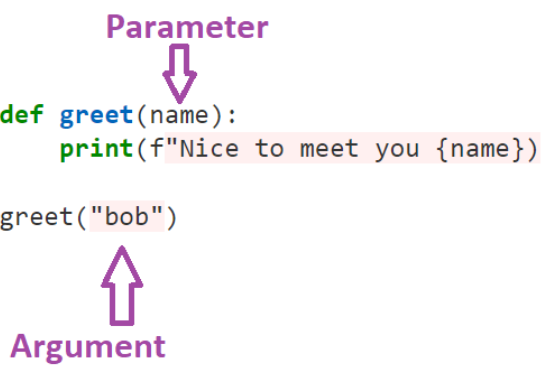 Parameter
def greet(name):
    print(f"Nice to meet you {name})
greet("bob")
Argument